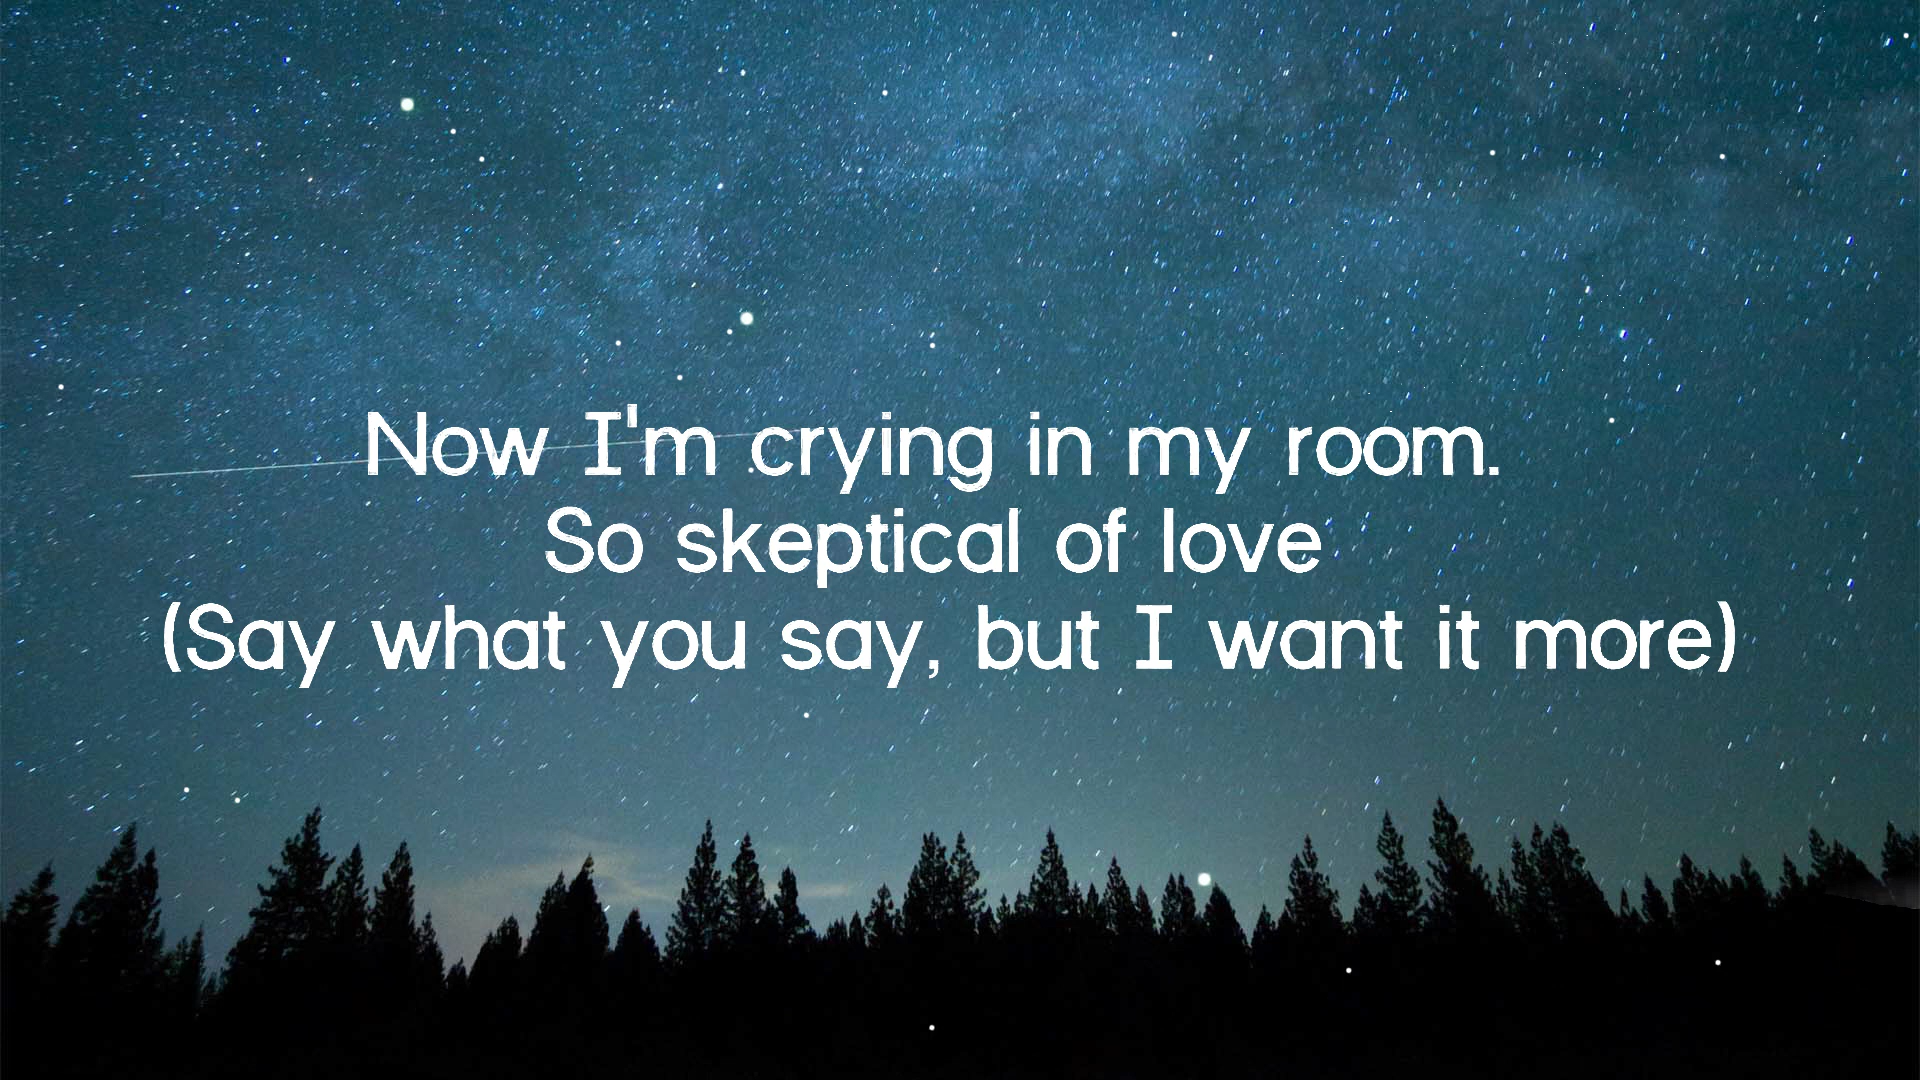 Now I'm crying in my room.
So skeptical of love
(Say what you say, but I want it more)